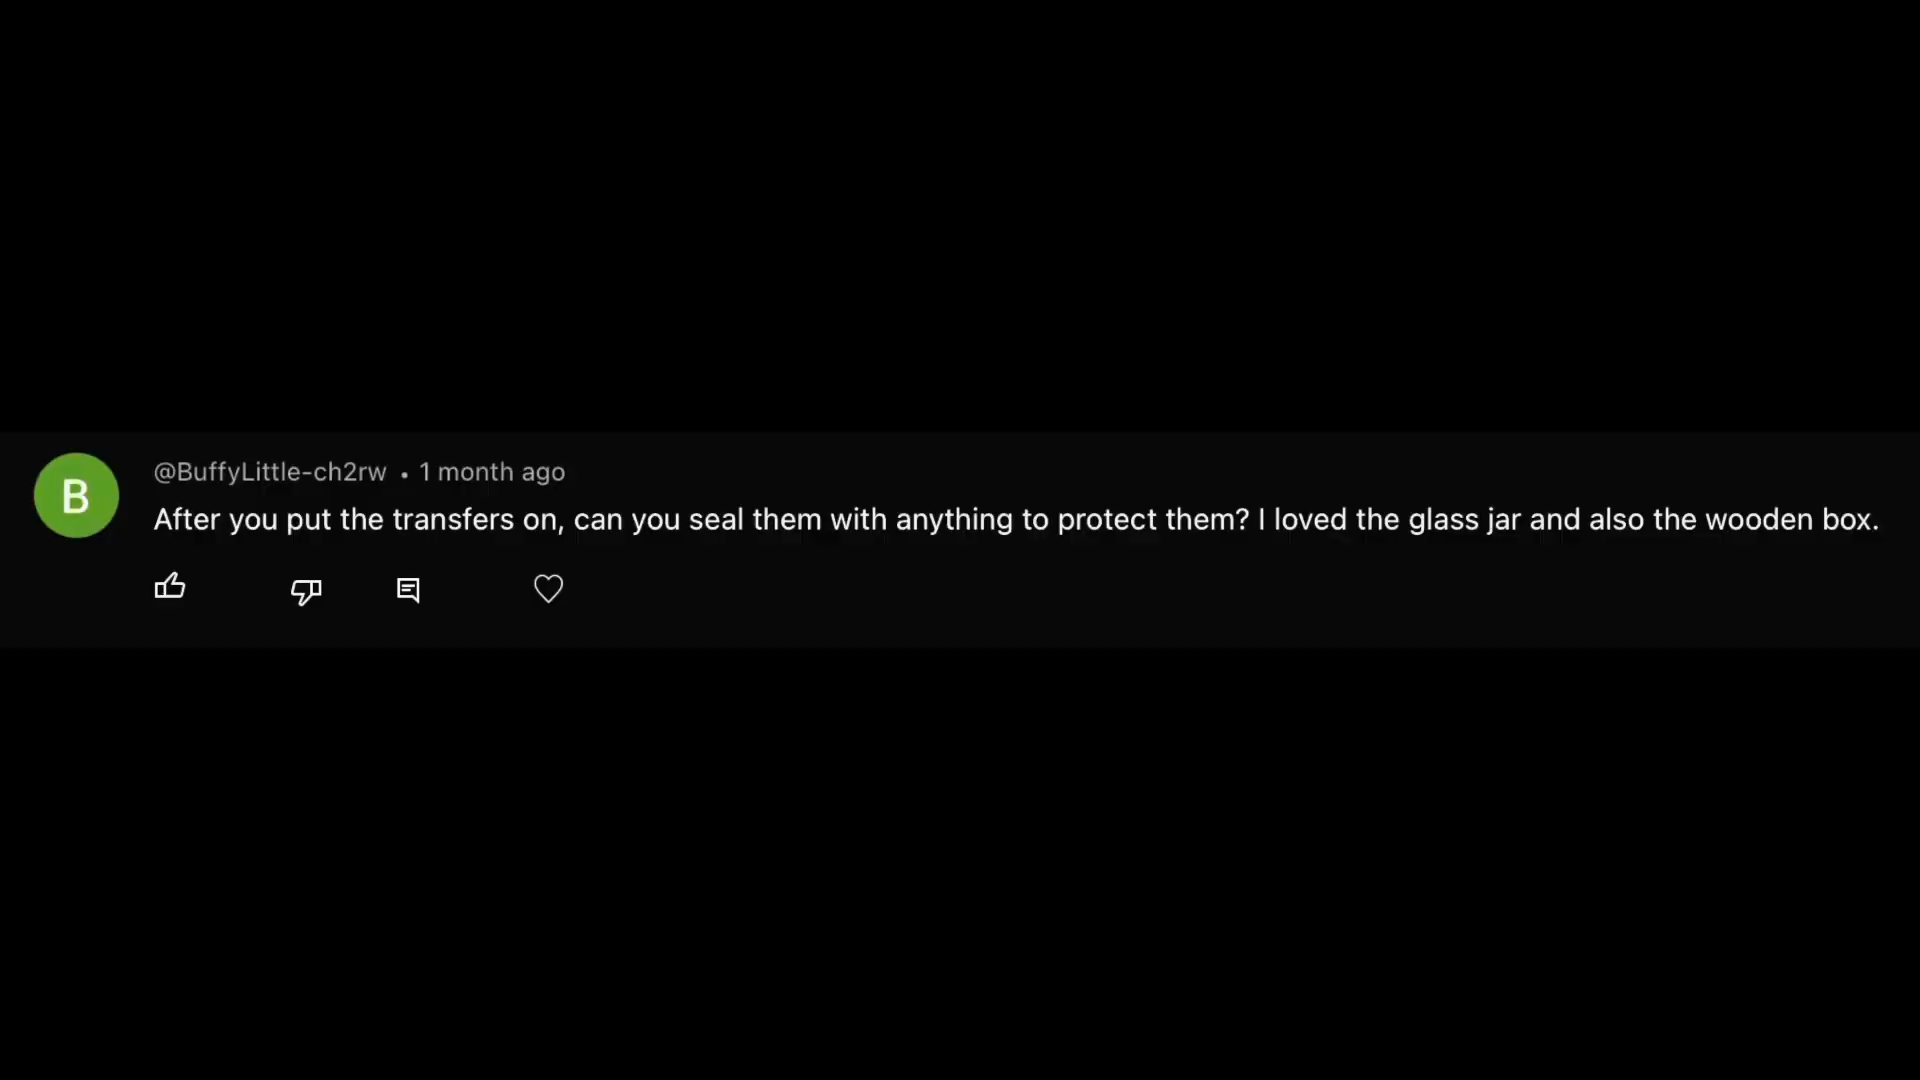 B
@BuffyLittle-ch2rw • 1 month ago
After you put the transfers on, can you seal them with anything to protect them? I loved the glass jar and also the wooden box.